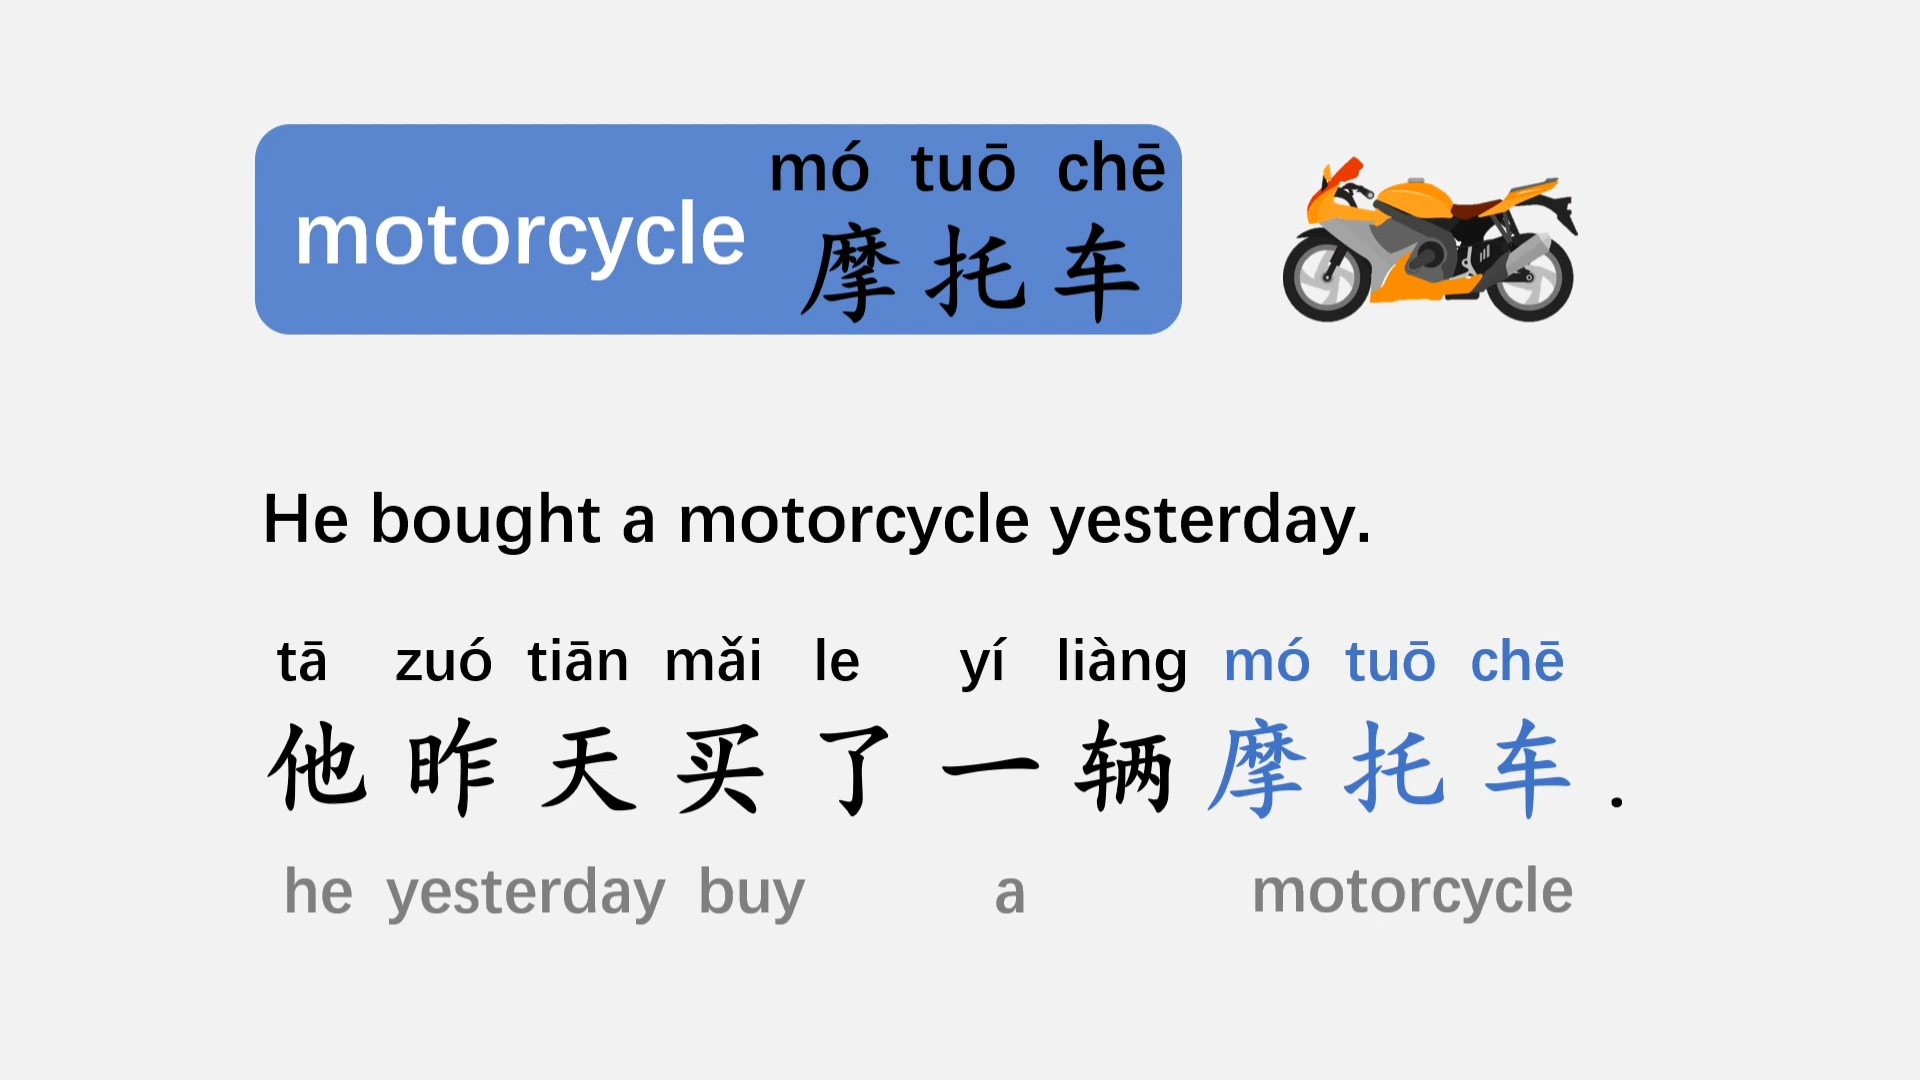 mó tuō chē
motorcycle 摩托车
He bought a motorcycle yesterday.
tā zuó tiān mǎi le yí liàng mó tuō chē
他昨天买了一辆摩托车.
he yesterday buy a motorcycle